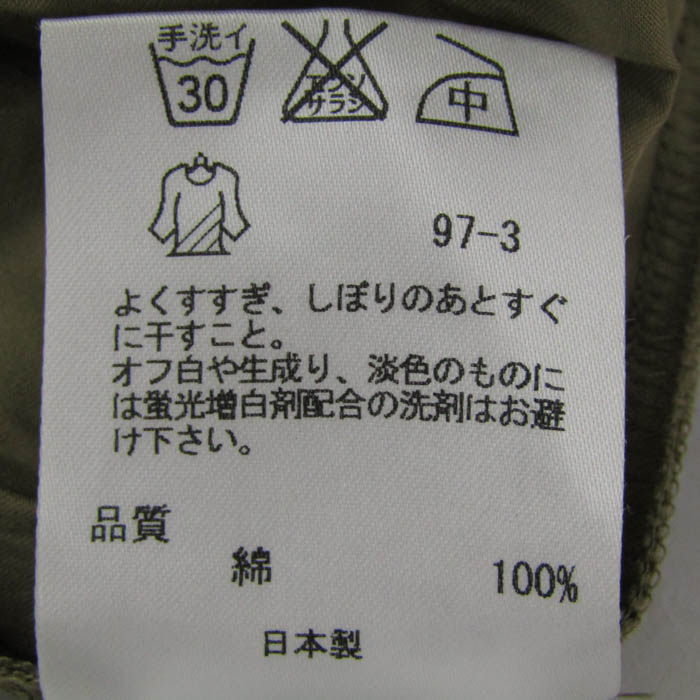 手洗イ
30
エンソ
サラシ
中
97-3
よくすすぎ、しぼりのあとすぐ
に干すこと。
オフ白や生成り、淡色のものに
は蛍光増白剤配合の洗剤はお避
け下さい。
品質
綿 100%
日本製